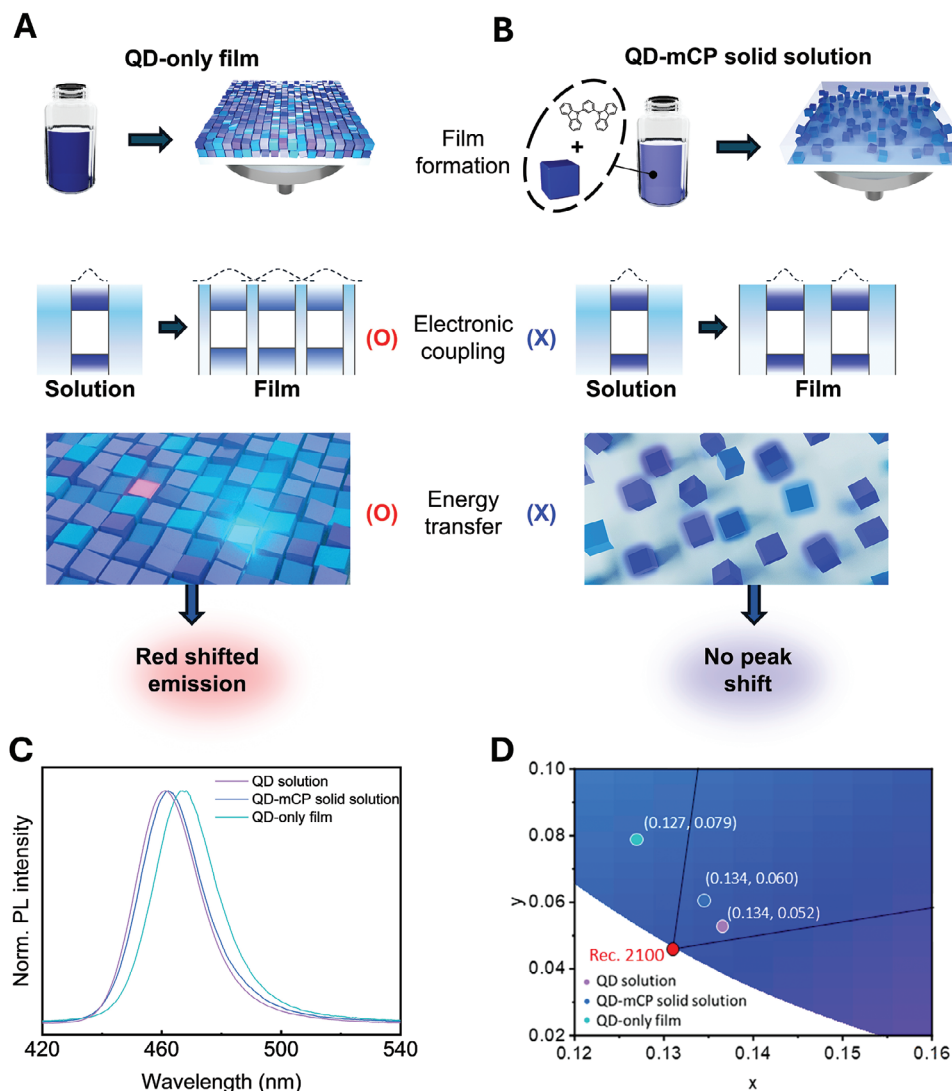 A
B
QD-only film
QD-mCP solid solution
Film
formation
+
(O)
Electronic
coupling
(X)
Solution
Film
Solution
Film
(O)
Energy
transfer
(X)
Red shifted
emission
No peak
shift
C
D
QD solution
QD-mCP solid solution
QD-only film
Norm. PL intensity
420
460
500
540
Wavelength (nm)
y
0.10
0.08
0.06
0.04
0.02
(0.127, 0.079)
(0.134, 0.060)
(0.134, 0.052)
Rec. 2100
QD solution
QD-mCP solid solution
QD-only film
0.12
0.13
0.14
0.15
0.16
x